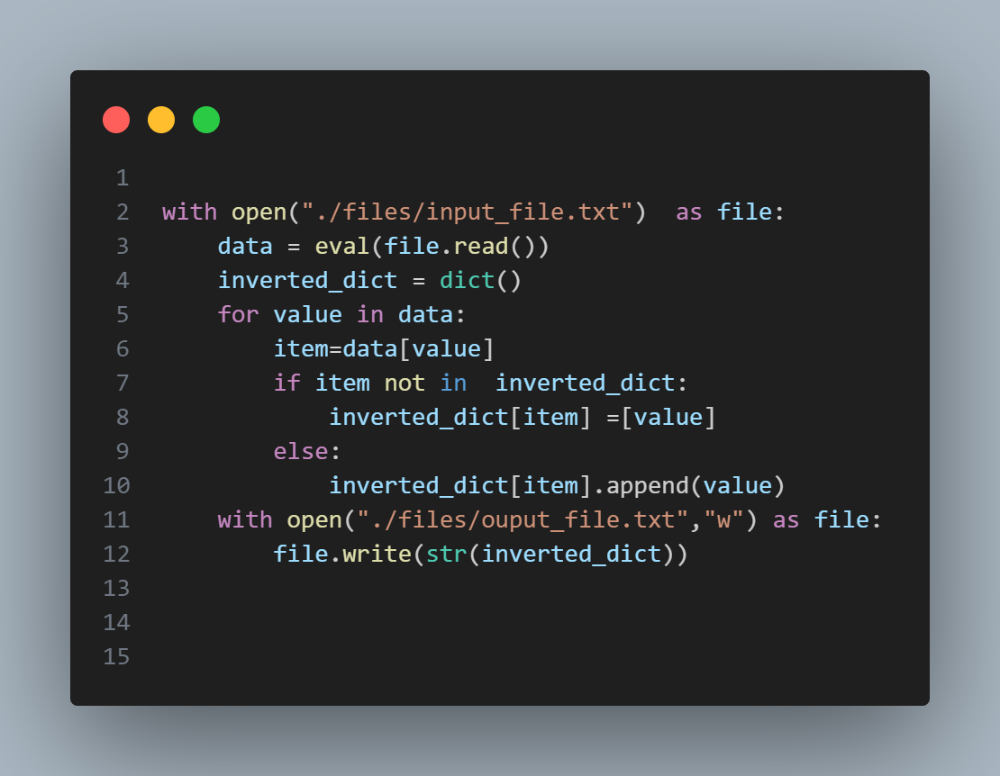 1
2 with open("./files/input_file.txt")  as file:
3     data = eval(file.read())
4     inverted_dict = dict()
5     for value in data:
6         item=data[value]
7         if item not in  inverted_dict:
8             inverted_dict[item] =[value]
9         else:
10             inverted_dict[item].append(value)
11     with open("./files/ouput_file.txt","w") as file:
12         file.write(str(inverted_dict))
13
14
15